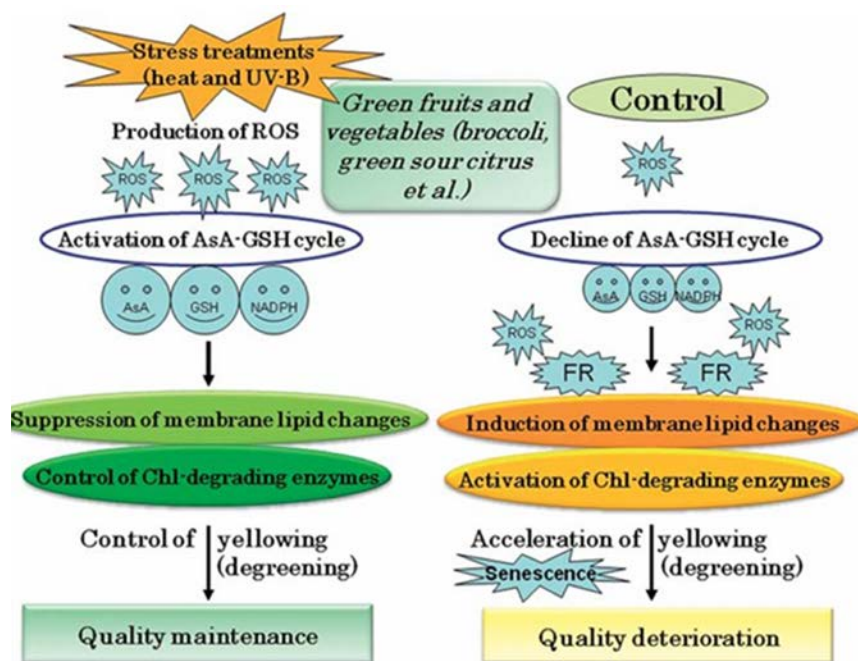 Stress treatments
(heat and UV-B)
Production of ROS
ROS
ROS
ROS
Activation of AsA-GSH cycle
AsA
GSH
NADPH
Suppression of membrane lipid changes
Control of Chl-degrading enzymes
Control of yellowing
(degreening)
Quality maintenance
Green fruits and
vegetables (broccoli,
green sour citrus
et al.)
Control
ROS
Decline of AsA-GSH cycle
AsA
GSH
NADPH
ROS
ROS
FR
FR
Induction of membrane lipid changes
Activation of Chl-degrading enzymes
Acceleration of yellowing
Senescence
(degreening)
Quality deterioration